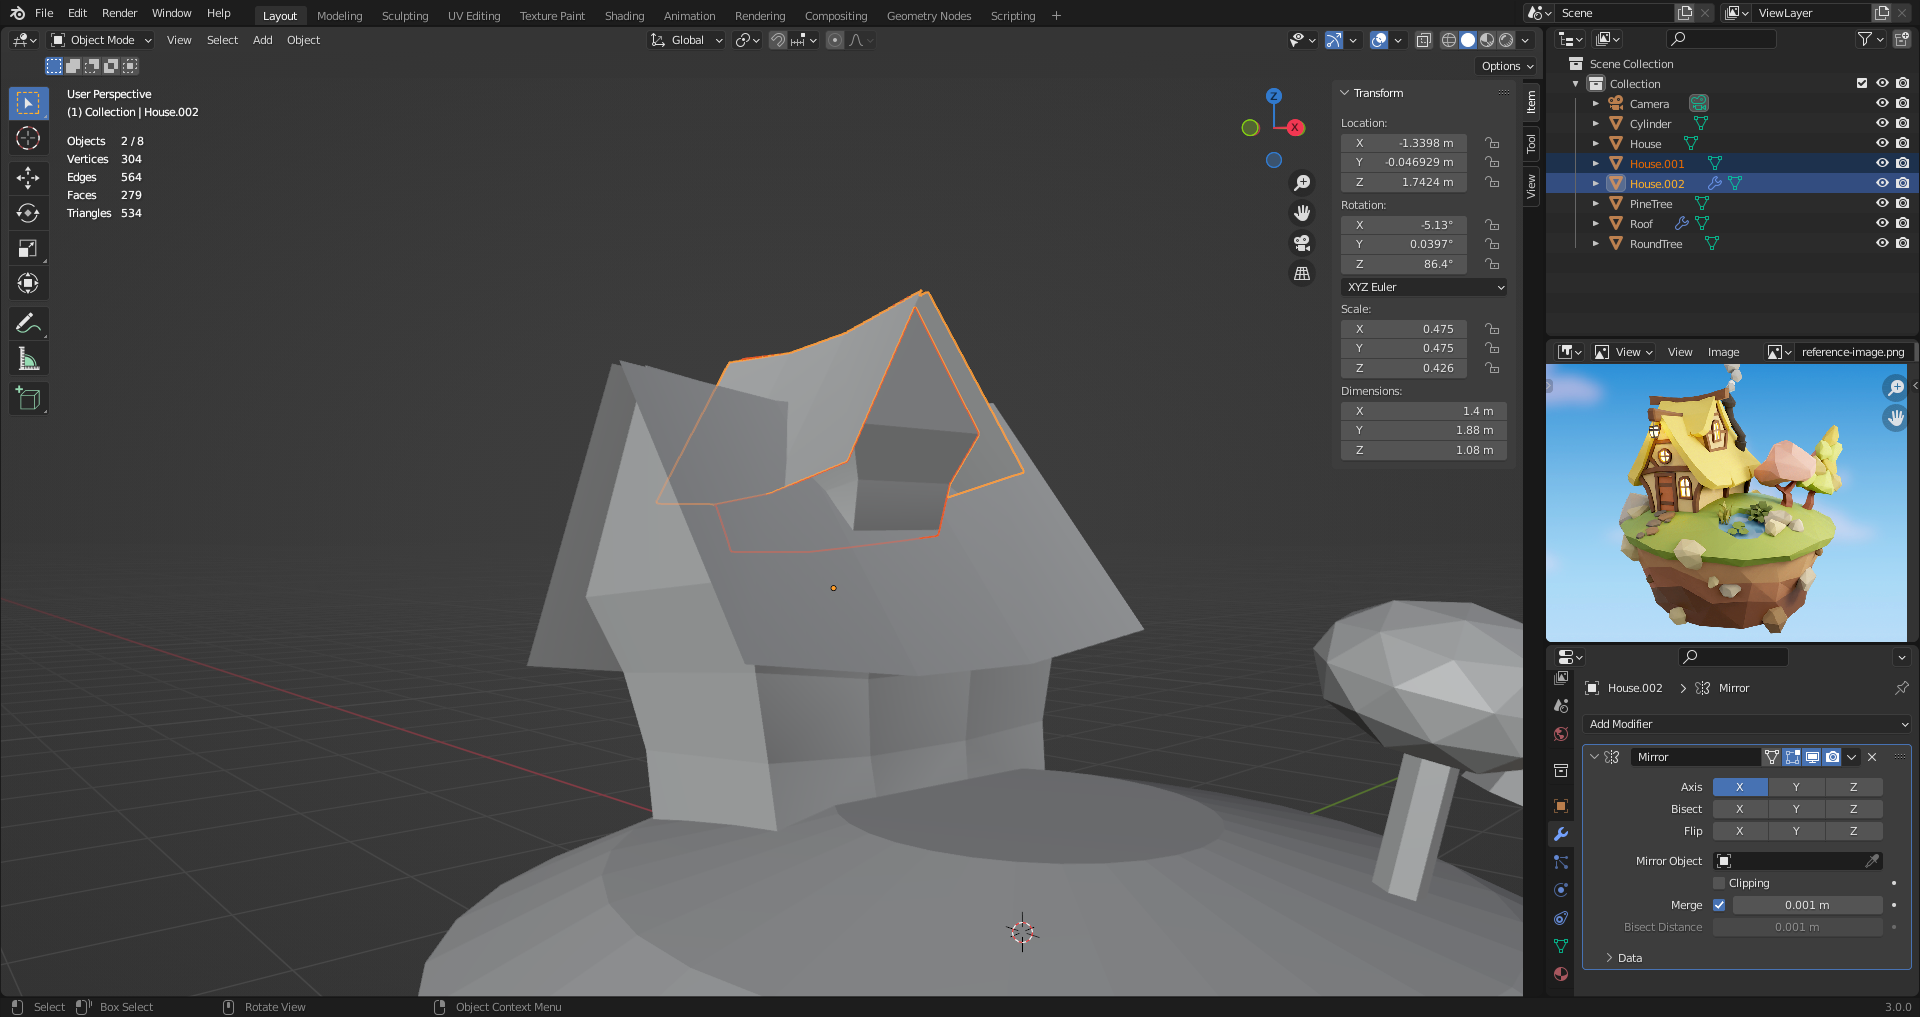 File Edit Render Window Help
Layout Modeling Sculpting UV Editing Texture Paint Shading Animation Rendering Compositing Geometry Nodes Scripting +
Scene
ViewLayer
Object Mode View Select Add Object
Global
Options
User Perspective
(1) Collection | House.002
Objects 2 / 8
Vertices 304
Edges 564
Faces 279
Triangles 534
Z
X
Transform
Location:
X -1.3398 m
Y -0.046929 m
Z 1.7424 m
Rotation:
X -5.13°
Y 0.0397°
Z 86.4°
XYZ Euler
Scale:
X 0.475
Y 0.475
Z 0.426
Dimensions:
X 1.4 m
Y 1.88 m
Z 1.08 m
Item
Tool
View
Scene Collection
Collection
Camera
Cylinder
House
House.001
House.002
PineTree
Roof
RoundTree
View View Image reference-image.png
House.002 > Mirror
Add Modifier
Mirror
Axis X Y Z
Bisect X Y Z
Flip X Y Z
Mirror Object
Clipping
Merge 0.001 m
Bisect Distance 0.001 m
Data
Select Box Select Rotate View Object Context Menu
3.0.0